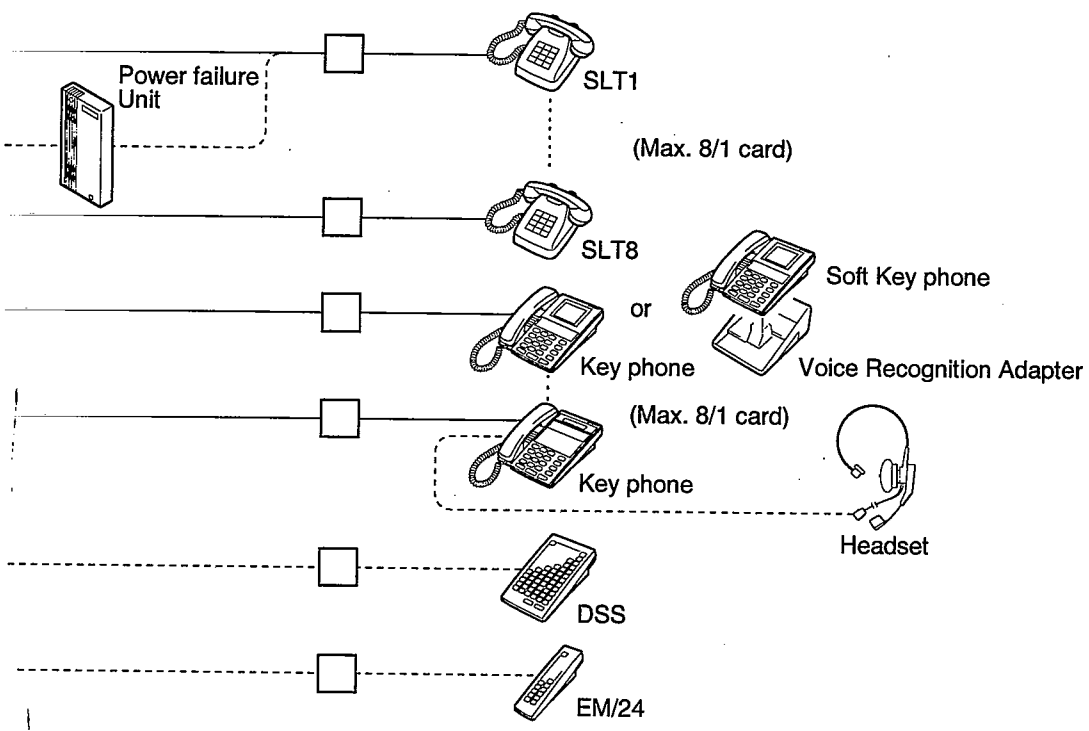 Power failure
Unit
SLT1
(Max. 8/1 card)
SLT8
or
Soft Key phone
Key phone
Voice Recognition Adapter
(Max. 8/1 card)
Key phone
Headset
DSS
EM/24